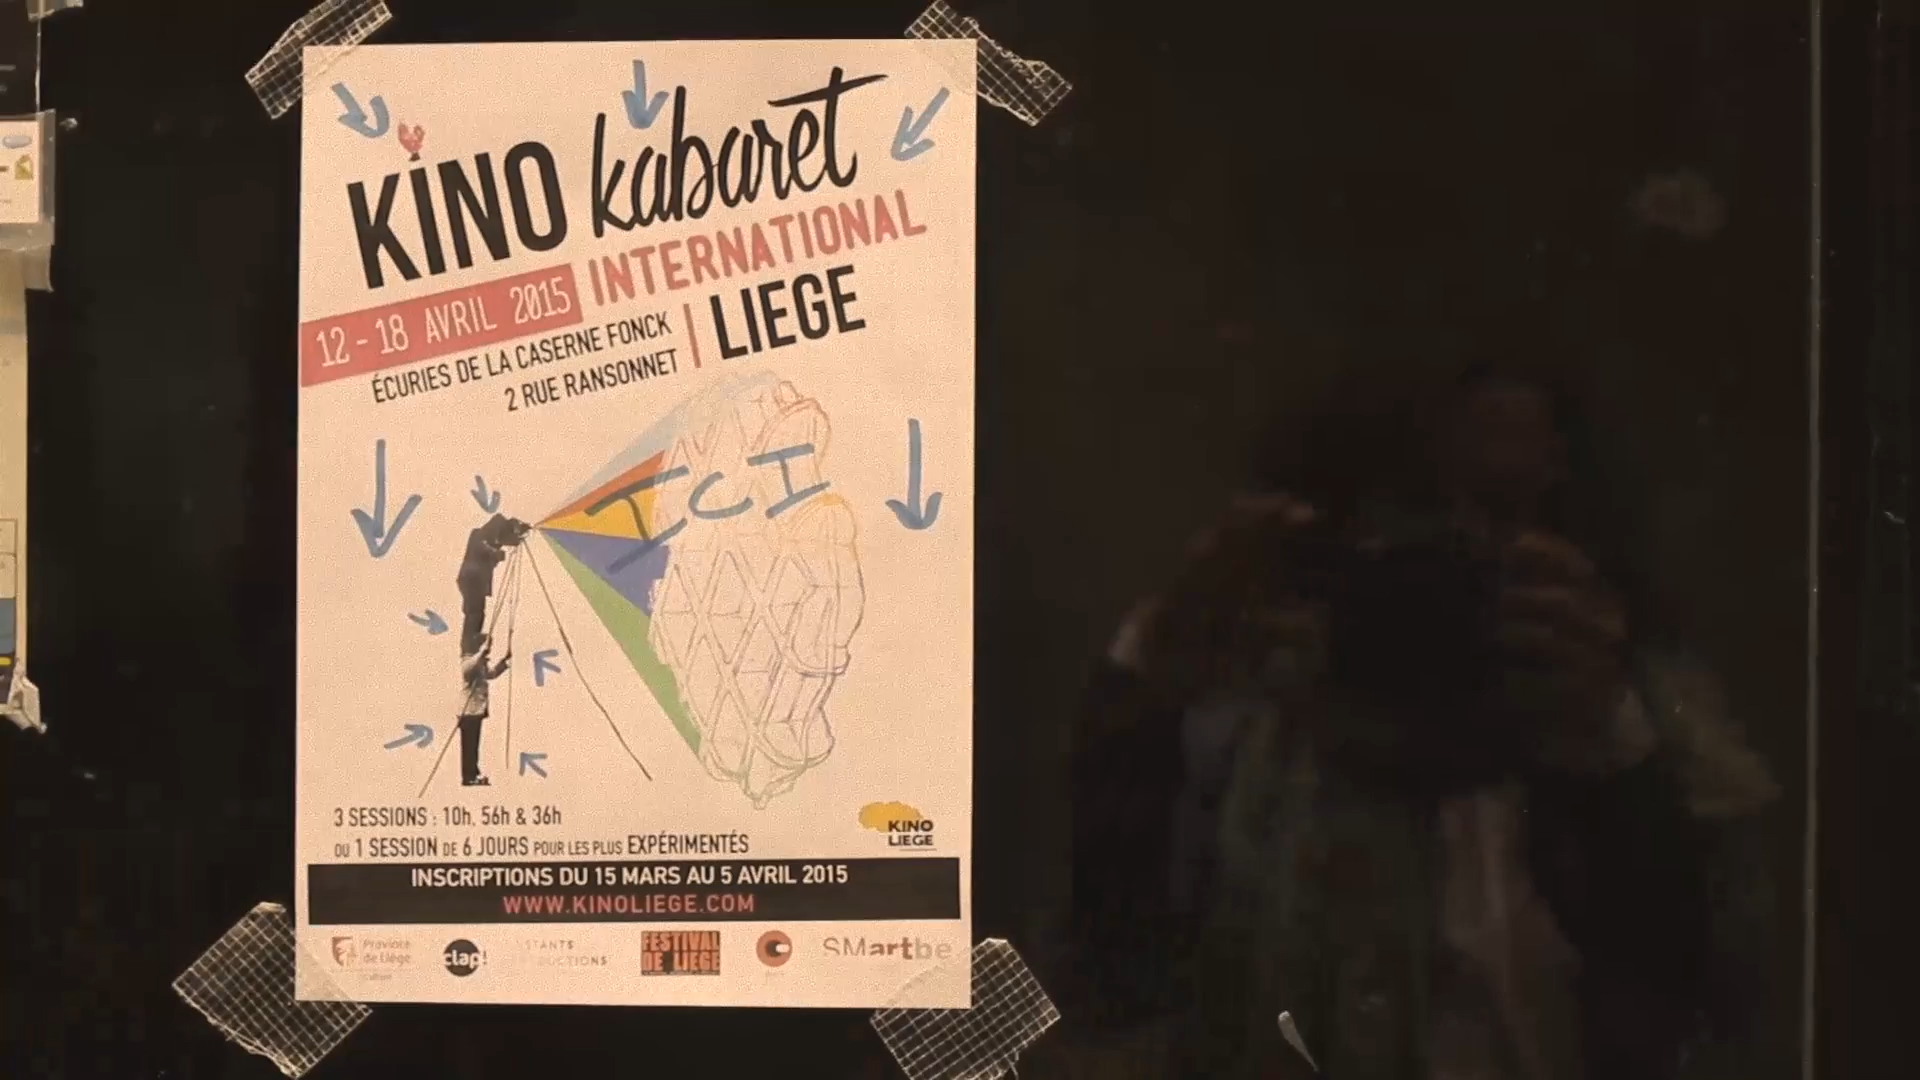 KINO kabaret
INTERNATIONAL
12 - 18 AVRIL 2015
LIEGE
ÉCURIES DE LA CASERNE FONCK
2 RUE RANSONNET
ICI
3 SESSIONS : 10h, 56h & 36h
OU 1 SESSION DE 6 JOURS POUR LES PLUS EXPÉRIMENTÉS
KINO
LIEGE
INSCRIPTIONS DU 15 MARS AU 5 AVRIL 2015
WWW.KINOLIEGE.COM
Province
de Liège
Culture
clap!
FESTIVAL
DE LIEGE
SMartbe